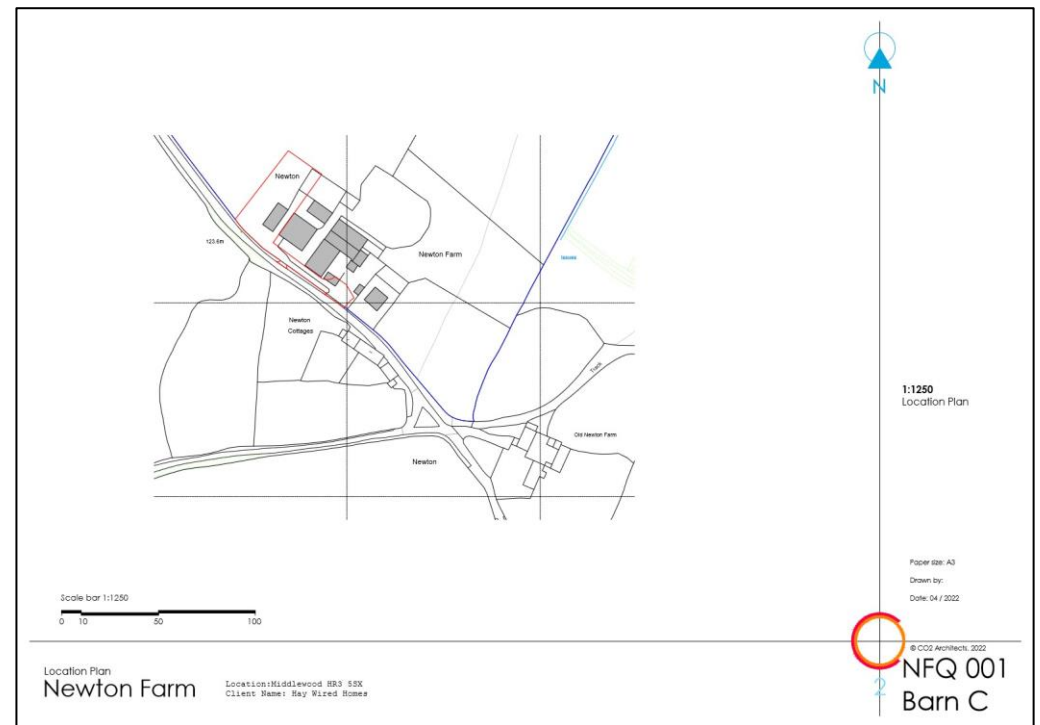 N
Newton
123.6m
Newton Farm
Issues
Newton
Cottages
Track
Old Newton Farm
Newton
1:1250
Location Plan
Paper size: A3
Drawn by:
Date: 04 / 2022
Scale bar 1:1250
0 10 50 100
© CO2 Architects. 2022
Location Plan
Newton Farm
Location:Middlewood HR3 5SX
Client Name: Hay Wired Homes
NFQ 001
2
Barn C